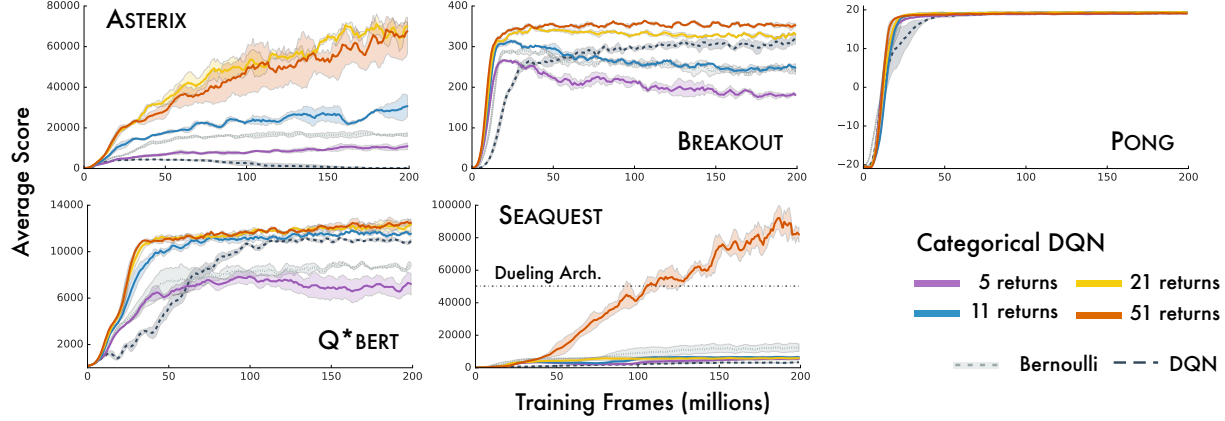 Average Score
ASTERIX
80000
60000
40000
20000
0
0 50 100 150 200
BREAKOUT
400
300
200
100
0
0 50 100 150 200
PONG
20
10
0
−10
−20
0 50 100 150 200
Q*BERT
14000
10000
6000
2000
0 50 100 150 200
SEAQUEST
100000
80000
Dueling Arch.
60000
40000
20000
0
0 50 100 150 200
Training Frames (millions)
Categorical DQN
5 returns 21 returns
11 returns 51 returns
Bernoulli DQN